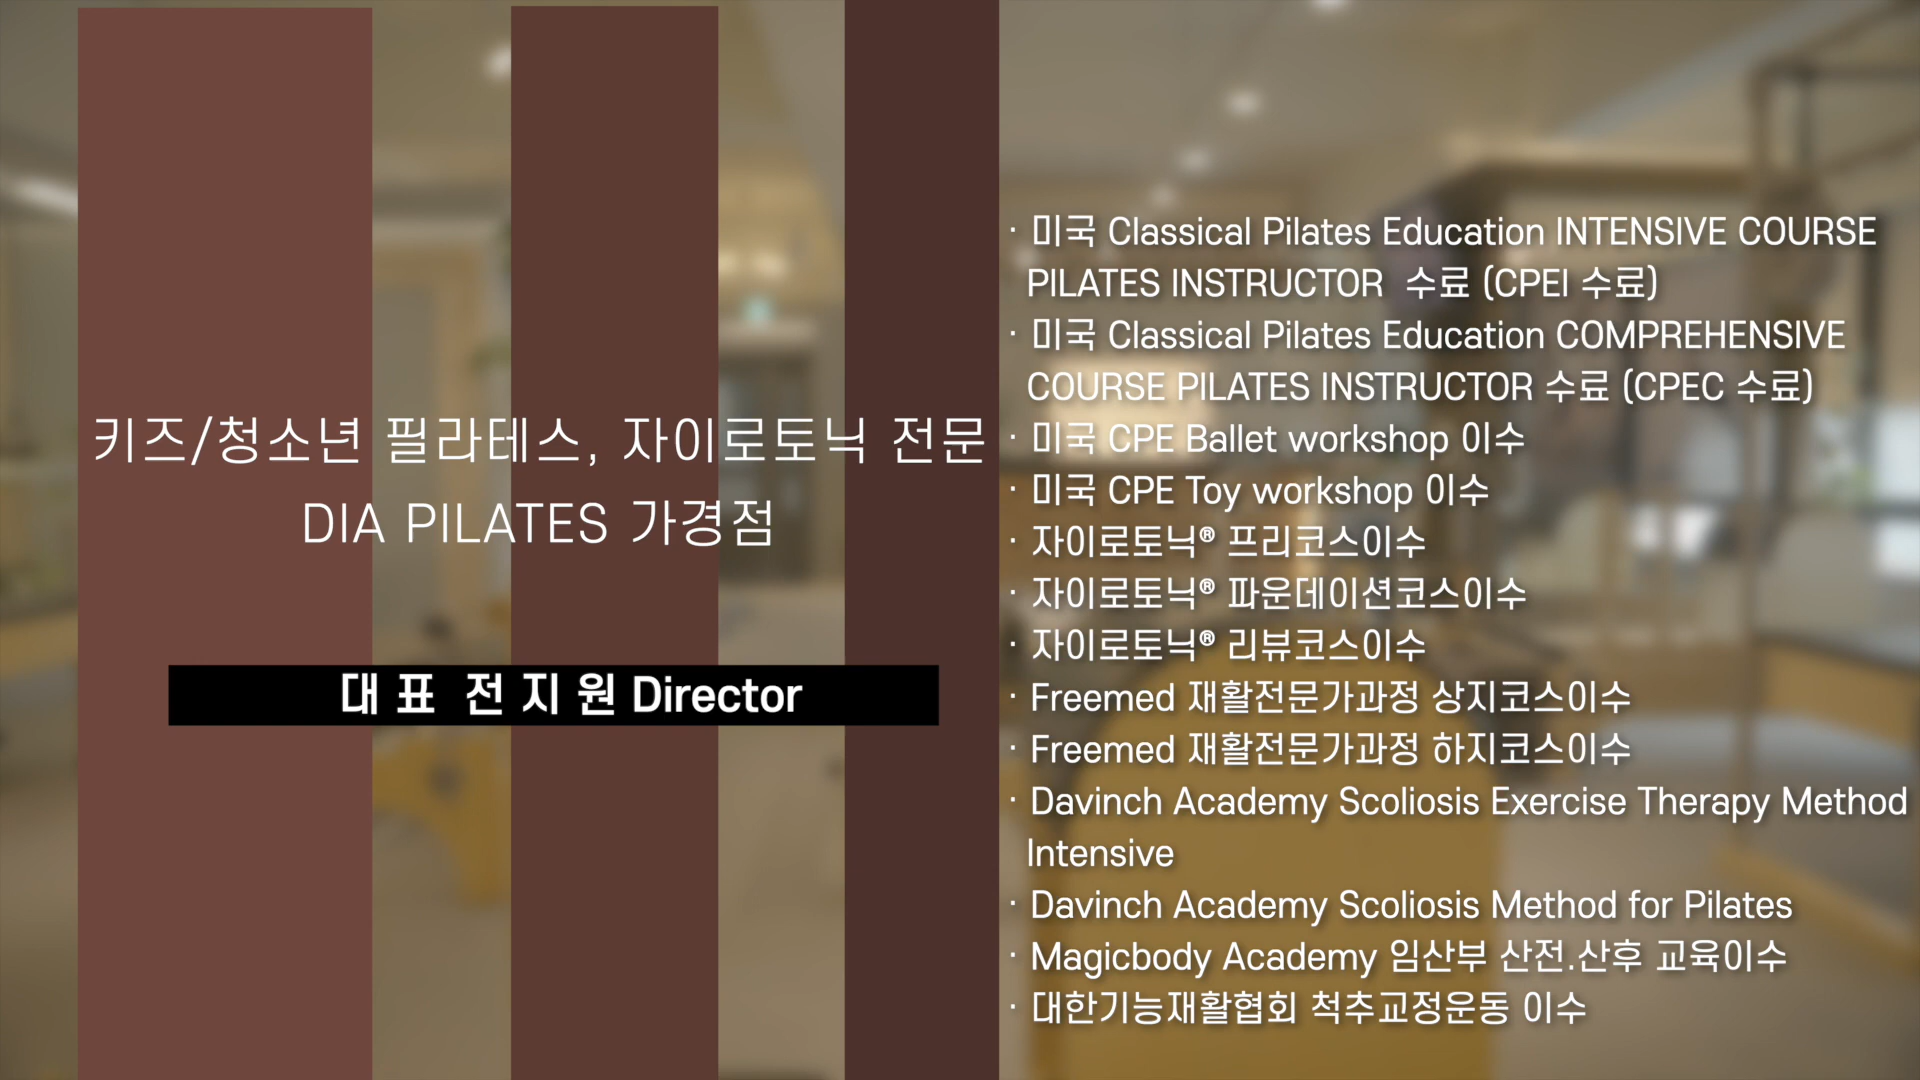 키즈/청소년 필라테스, 자이로토닉 전문
DIA PILATES 가경점
대 표 전 지 원 Director
· 미국 Classical Pilates Education INTENSIVE COURSE
PILATES INSTRUCTOR 수료 (CPEI 수료)
· 미국 Classical Pilates Education COMPREHENSIVE
COURSE PILATES INSTRUCTOR 수료 (CPEC 수료)
· 미국 CPE Ballet workshop 이수
· 미국 CPE Toy workshop 이수
· 자이로토닉® 프리코스이수
· 자이로토닉® 파운데이션코스이수
· 자이로토닉® 리뷰코스이수
· Freemed 재활전문가과정 상지코스이수
· Freemed 재활전문가과정 하지코스이수
· Davinch Academy Scoliosis Exercise Therapy Method
Intensive
· Davinch Academy Scoliosis Method for Pilates
· Magicbody Academy 임산부 산전.산후 교육이수
· 대한기능재활협회 척추교정운동 이수